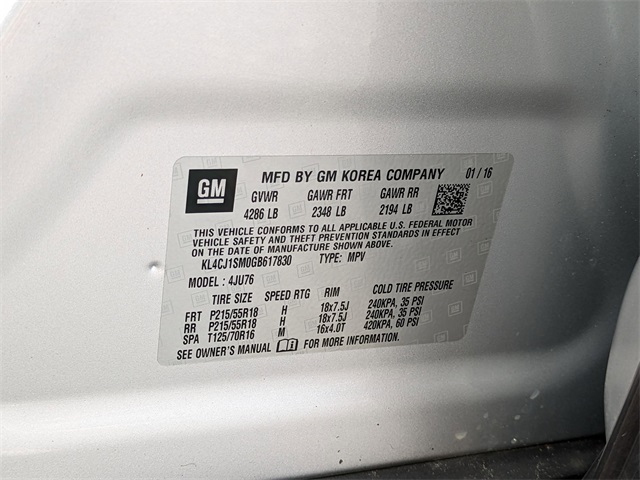 GM
MFD BY GM KOREA COMPANY 01 / 16
GVWR GAWR FRT GAWR RR
4286 LB 2348 LB 2194 LB
THIS VEHICLE CONFORMS TO ALL APPLICABLE U.S. FEDERAL MOTOR
VEHICLE SAFETY AND THEFT PREVENTION STANDARDS IN EFFECT ON
THE DATE OF MANUFACTURE SHOWN ABOVE.
KL4CJ1SM0GB617830 TYPE: MPV
MODEL : 4JU76
TIRE SIZE SPEED RTG RIM COLD TIRE PRESSURE
FRT P215/55R18 H 18x7.5J 240KPA, 35 PSI
RR P215/55R18 H 18x7.5J 240KPA, 35 PSI
SPA T125/70R16 M 16x4.0T 420KPA, 60 PSI
SEE OWNER'S MANUAL FOR MORE INFORMATION.